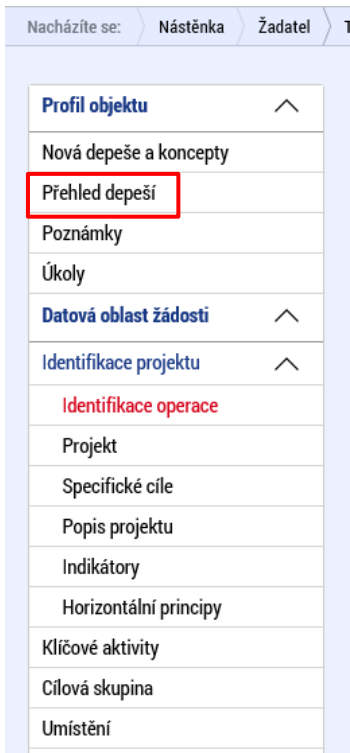 Nacházíte se: Nástěnka Žadatel
Profil objektu
Nová depeše a koncepty
Přehled depeší
Poznámky
Úkoly
Datová oblast žádosti
Identifikace projektu
Identifikace operace
Projekt
Specifické cíle
Popis projektu
Indikátory
Horizontální principy
Klíčové aktivity
Cílová skupina
Umístění